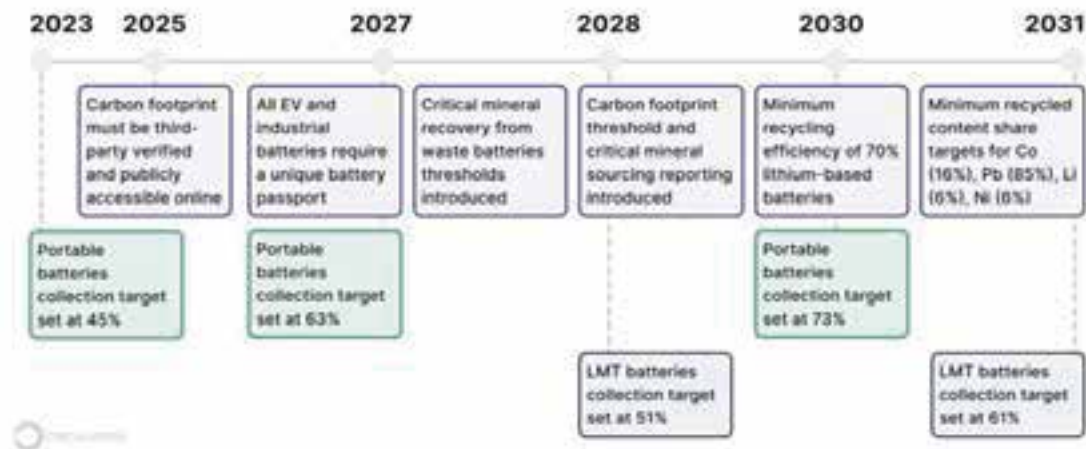 2023 2025 2027 2028 2030 2031
Carbon footprint
must be third-
party verified
and publicly
accessible online
All EV and
industrial
batteries require
a unique battery
passport
Critical mineral
recovery from
waste batteries
thresholds
introduced
Carbon footprint
threshold and
critical mineral
sourcing reporting
introduced
Minimum
recycling
efficiency of 70%
lithium-based
batteries
Minimum recycled
content share
targets for Co
(16%), Pb (85%), Li
(6%), Ni (6%)
Portable
batteries
collection target
set at 45%
Portable
batteries
collection target
set at 63%
Portable
batteries
collection target
set at 73%
LMT batteries
collection target
set at 51%
LMT batteries
collection target
set at 61%